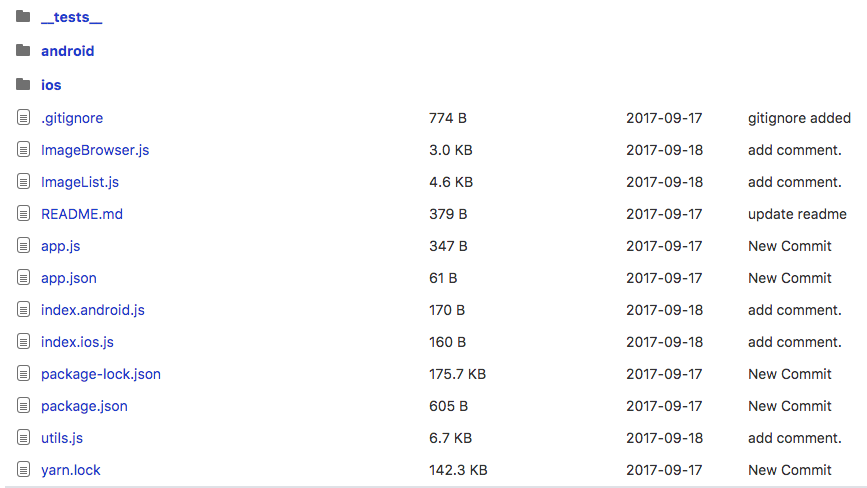 __tests__
android
ios
.gitignore 774 B 2017-09-17 gitignore added
ImageBrowser.js 3.0 KB 2017-09-18 add comment.
ImageList.js 4.6 KB 2017-09-18 add comment.
README.md 379 B 2017-09-17 update readme
app.js 347 B 2017-09-17 New Commit
app.json 61 B 2017-09-17 New Commit
index.android.js 170 B 2017-09-18 add comment.
index.ios.js 160 B 2017-09-18 add comment.
package-lock.json 175.7 KB 2017-09-17 New Commit
package.json 605 B 2017-09-17 New Commit
utils.js 6.7 KB 2017-09-18 add comment.
yarn.lock 142.3 KB 2017-09-17 New Commit